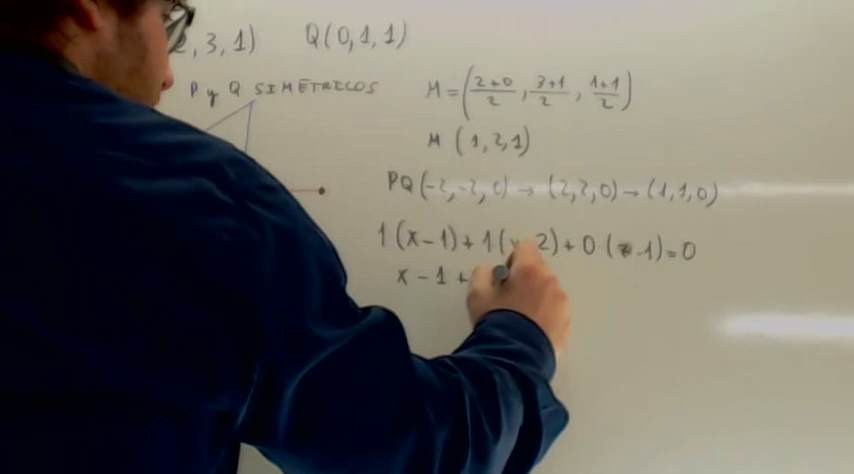 2, 3, 1) Q(0, 1, 1)
P y Q SIMETRICOS
M = (2+0/2, 3+1/2, 1+1/2)
M (1, 2, 1)
PQ (-2, -2, 0) → (2, 2, 0) → (1, 1, 0)
1(x-1) + 1( 2) + 0( -1) = 0
x - 1 +